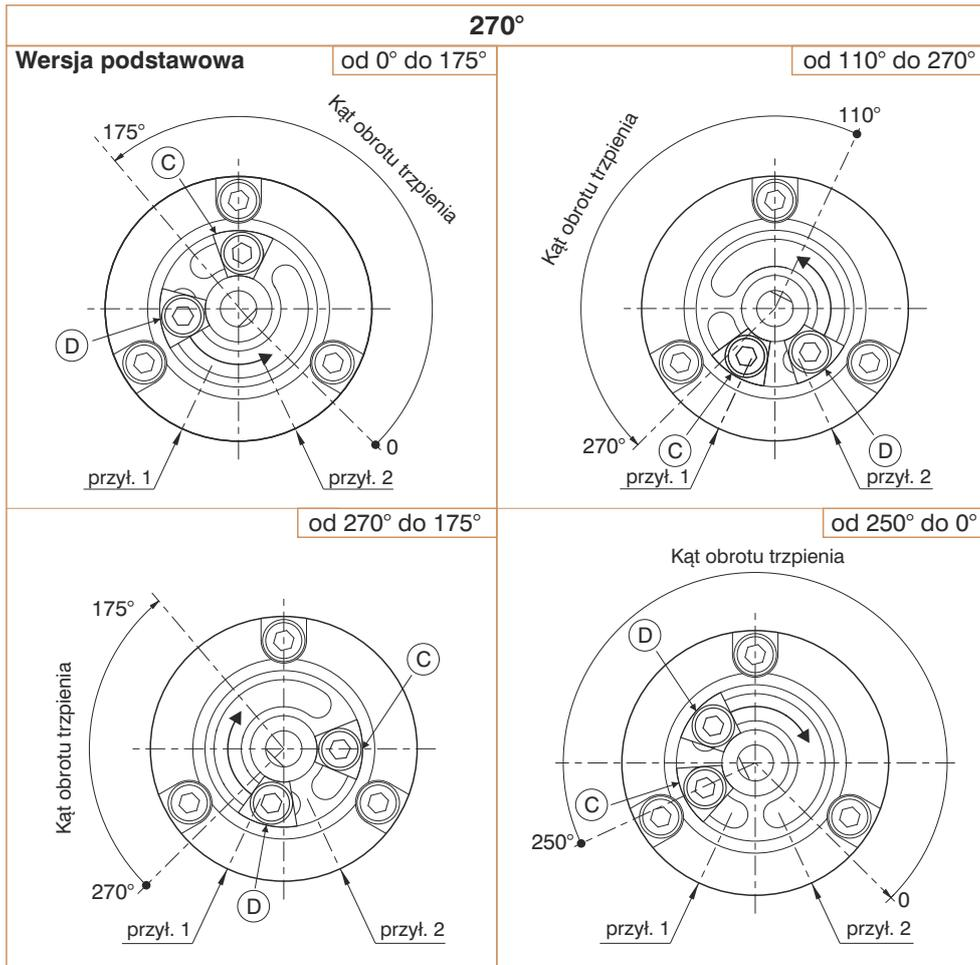 270°
Wersja podstawowa
od 0° do 175°
175°
C
Kąt obrotu trzpienia
D
0
przył. 1
przył. 2
od 110° do 270°
Kąt obrotu trzpienia
110°
270°
C
D
przył. 1
przył. 2
od 270° do 175°
175°
C
Kąt obrotu trzpienia
270°
D
przył. 1
przył. 2
od 250° do 0°
Kąt obrotu trzpienia
D
C
250°
0
przył. 1
przył. 2